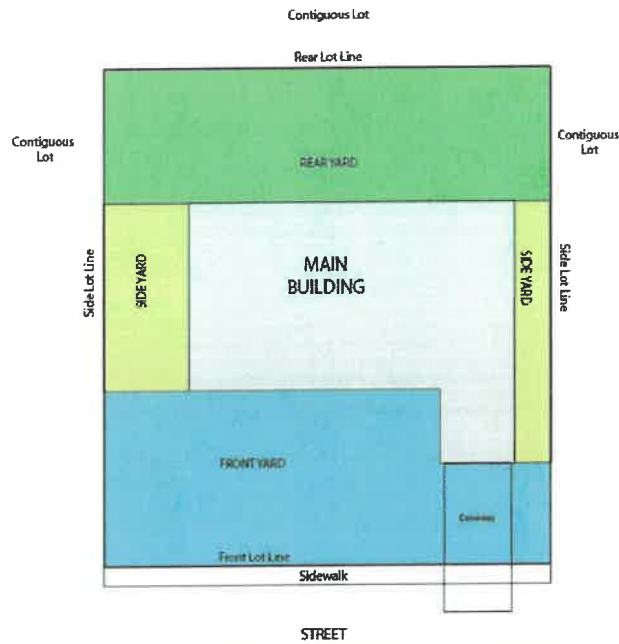 Contiguous Lot
Rear Lot Line
Contiguous
Lot
Contiguous
Lot
REAR YARD
Side Lot Line
SIDE YARD
MAIN
BUILDING
SIDE YARD
Side Lot Line
FRONT YARD
Front Lot Line
Sidewalk
STREET